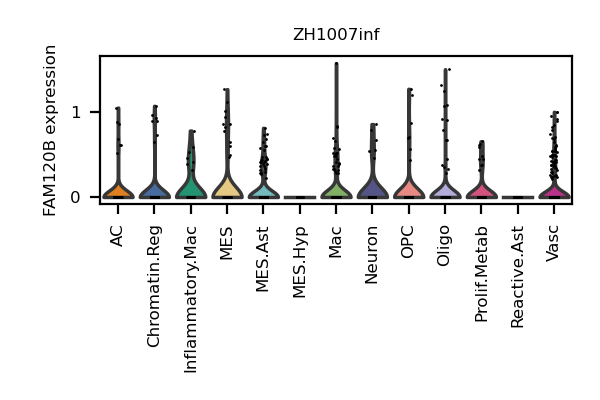 ZH1007inf
FAM120B expression
1
0
AC
Chromatin.Reg
Inflammatory.Mac
MES
MES.Ast
MES.Hyp
Mac
Neuron
OPC
Oligo
Prolif.Metab
Reactive.Ast
Vasc